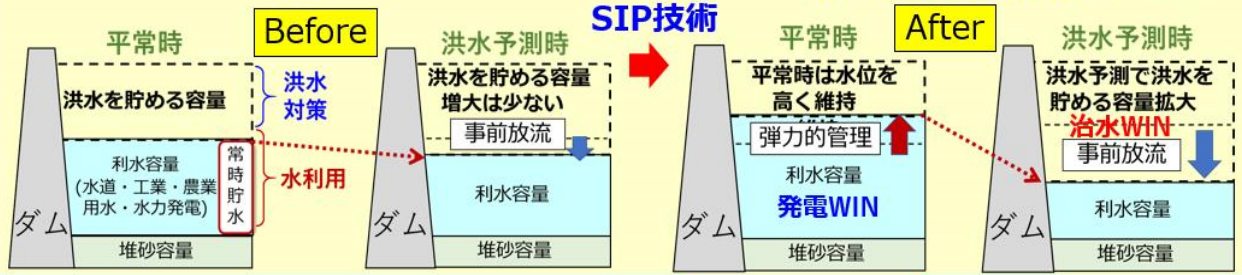 Before
平常時
洪水を貯める容量
洪水
対策
利水容量
(水道・工業・農業
用水・水力発電)
常時貯水
水利用
ダム
堆砂容量
洪水予測時
洪水を貯める容量
増大は少ない
事前放流
利水容量
ダム
堆砂容量
SIP技術
After
平常時
平常時は水位を
高く維持
弾力的管理
利水容量
発電WIN
ダム
堆砂容量
洪水予測時
洪水予測で洪水を
貯める容量拡大
治水WIN
事前放流
利水容量
ダム
堆砂容量